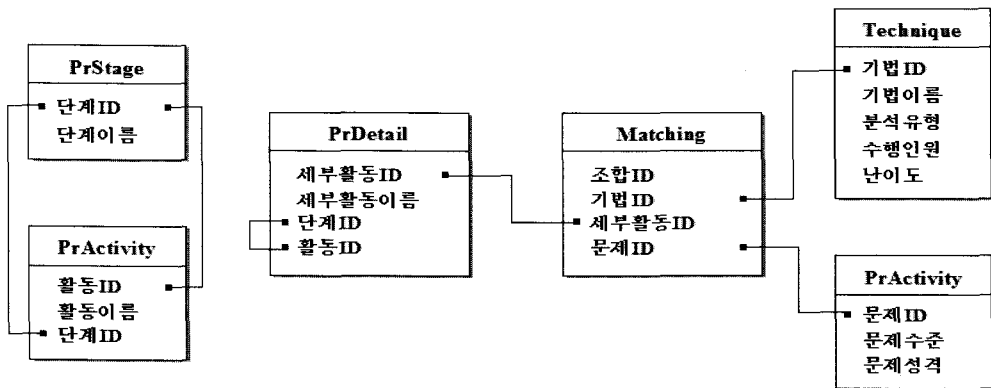 PrStage
단계ID
단계이름
PrActivity
활동ID
활동이름
단계ID
PrDetail
세부활동ID
세부활동이름
단계ID
활동ID
Matching
조합ID
기법ID
세부활동ID
문제ID
Technique
기법ID
기법이름
분석유형
수행인원
난이도
PrActivity
문제ID
문제수준
문제성격